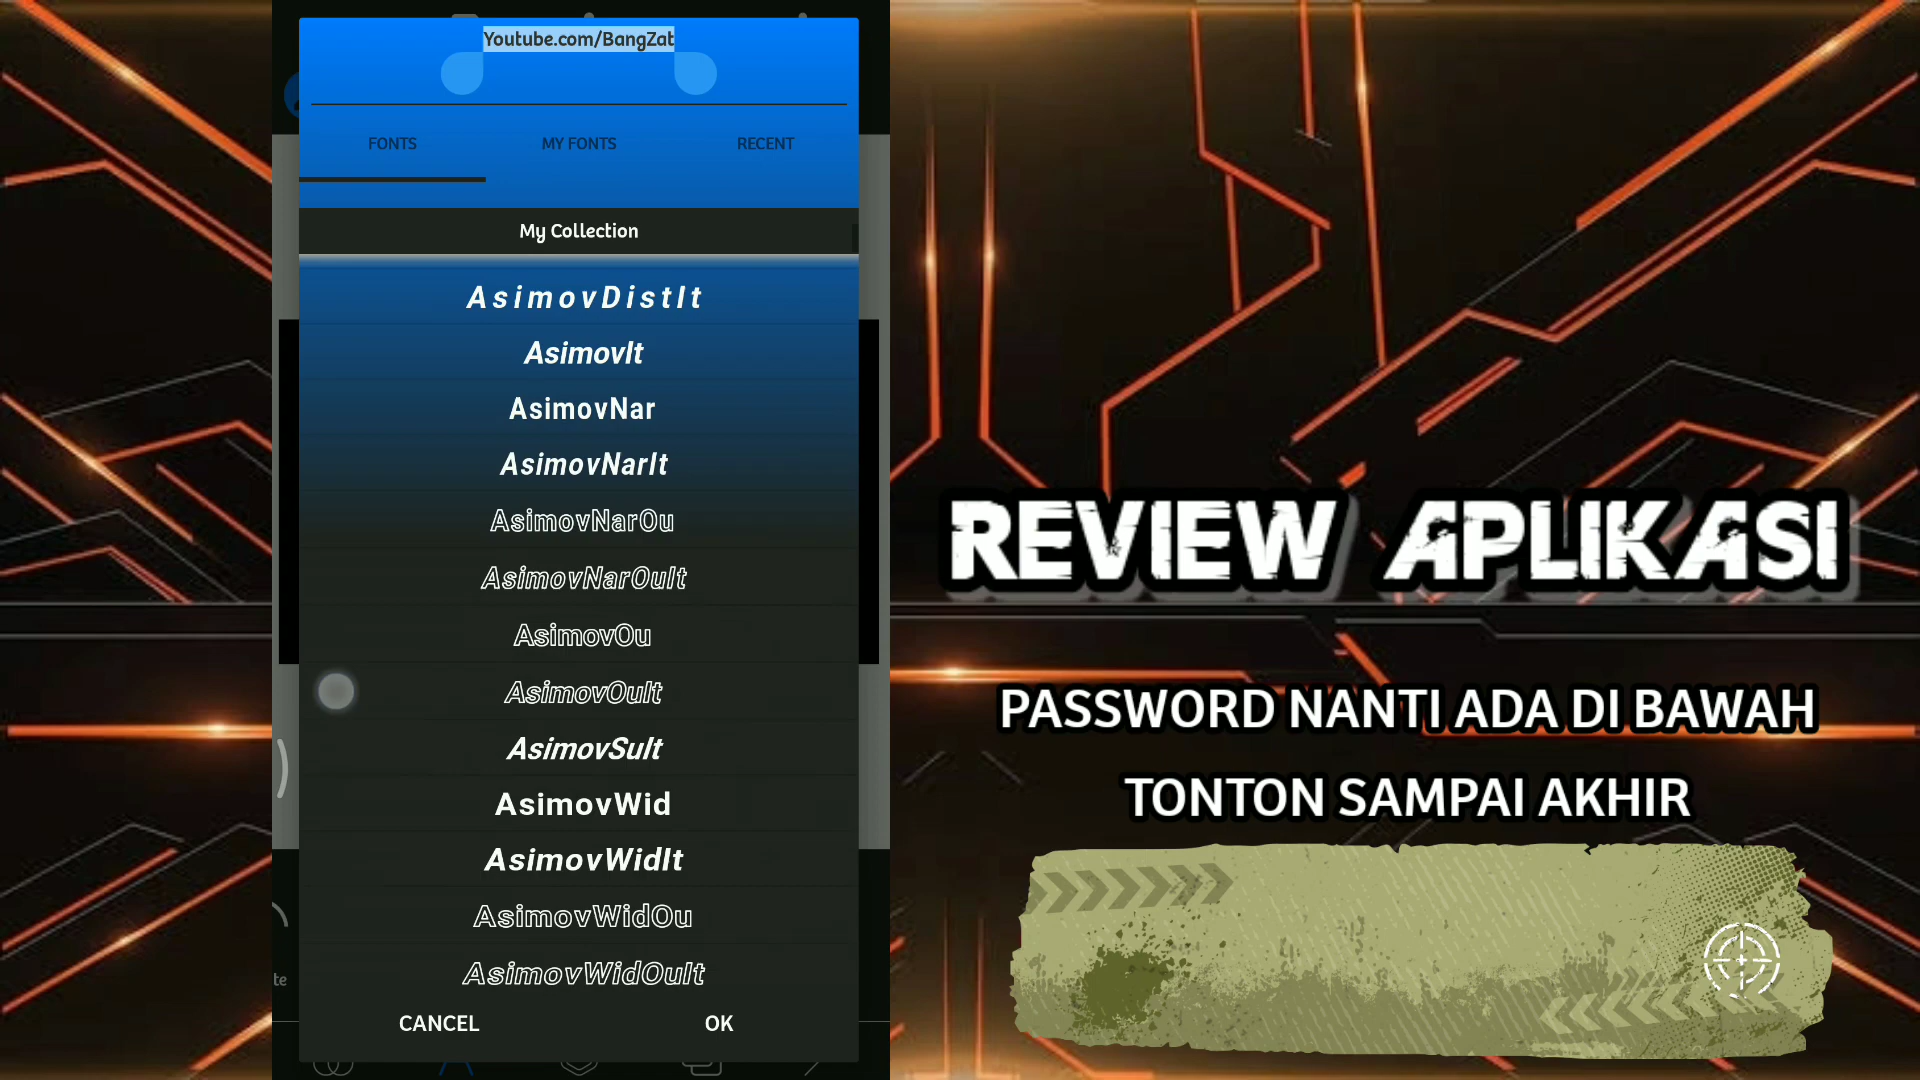 Youtube.com/BangZat
FONTS MY FONTS RECENT
My Collection
AsimovDistIt
AsimovIt
AsimovNar
AsimovNarIt
AsimovNarOu
AsimovNarOuIt
AsimovOu
AsimovOuIt
AsimovSuIt
AsimovWid
AsimovWidIt
AsimovWidOu
AsimovWidOuIt
te
CANCEL OK
REVIEW APLIKASI
PASSWORD NANTI ADA DI BAWAH
TONTON SAMPAI AKHIR